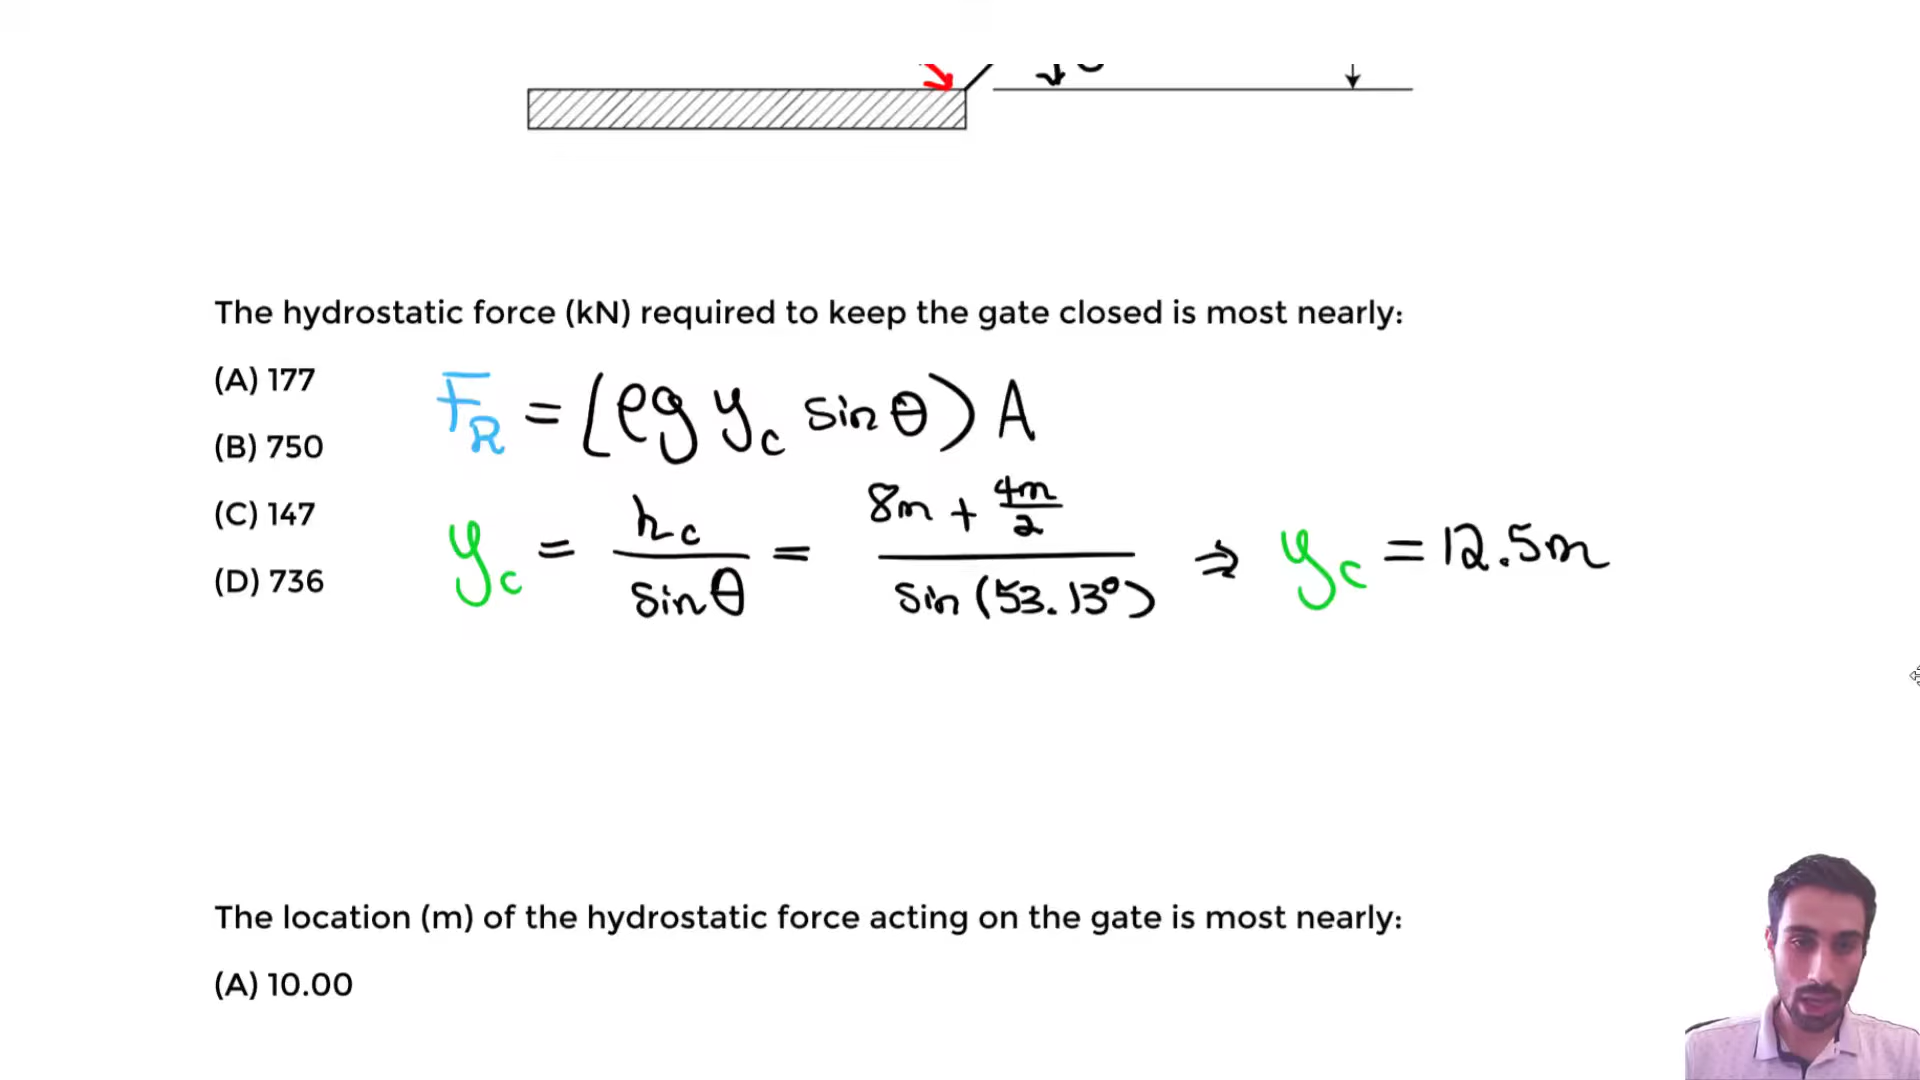 The hydrostatic force (kN) required to keep the gate closed is most nearly:
(A) 177
F_R = (ρg y_c sin θ) A
(B) 750
(C) 147
y_c = h_c / sin θ = (8m + 4m/2) / sin (53.13°) ⇒ y_c = 12.5m
(D) 736
The location (m) of the hydrostatic force acting on the gate is most nearly:
(A) 10.00